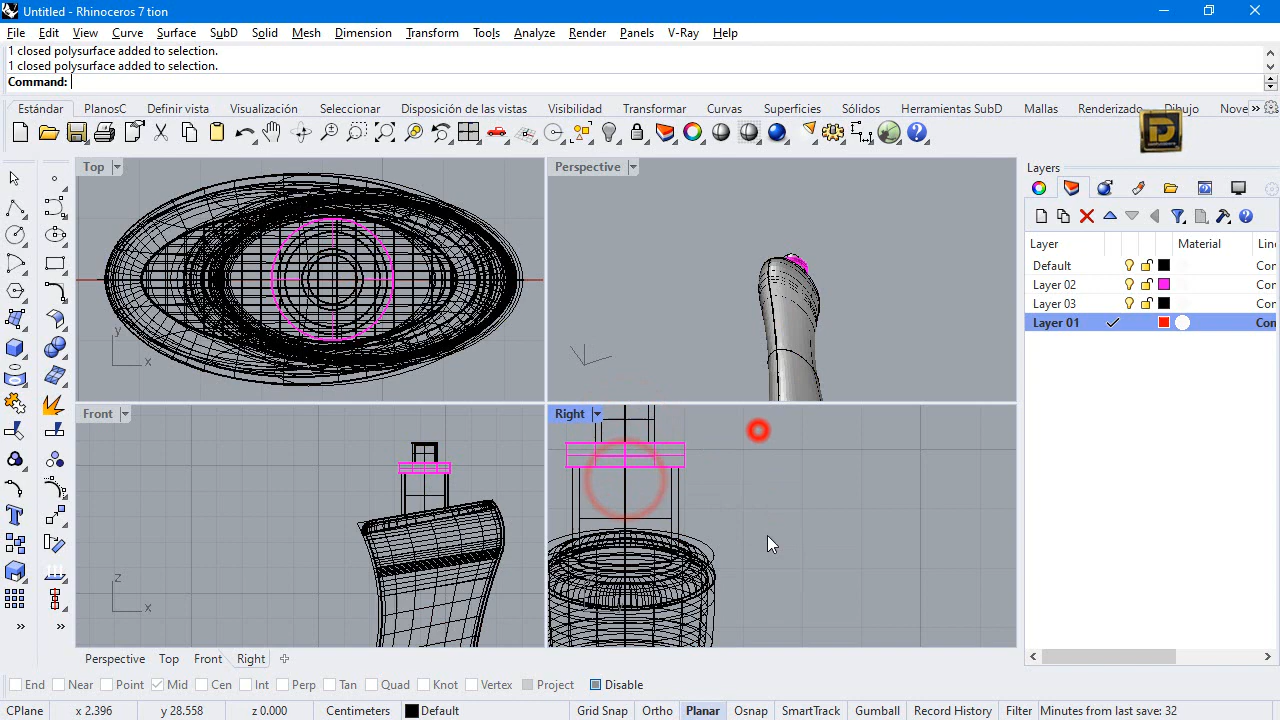 Untitled - Rhinoceros 7 tion
File Edit View Curve Surface SubD Solid Mesh Dimension Transform Tools Analyze Render Panels V-Ray Help
1 closed polysurface added to selection.
1 closed polysurface added to selection.
Command:
Estándar PlanosC Definir vista Visualización Seleccionar Disposición de las vistas Visibilidad Transformar Curvas Superficies Sólidos Herramientas SubD Mallas Renderizado Dibujo Nove
Top Perspective
Layers
Layer Material Line
Default Con
Layer 02 Con
Layer 03 Con
Layer 01 Con
y
x
Front Right
z
x
Perspective Top Front Right
End Near Point Mid Cen Int Perp Tan Quad Knot Vertex Project Disable
CPlane x 2.396 y 28.558 z 0.000 Centimeters Default Grid Snap Ortho Planar Osnap SmartTrack Gumball Record History Filter Minutes from last save: 32